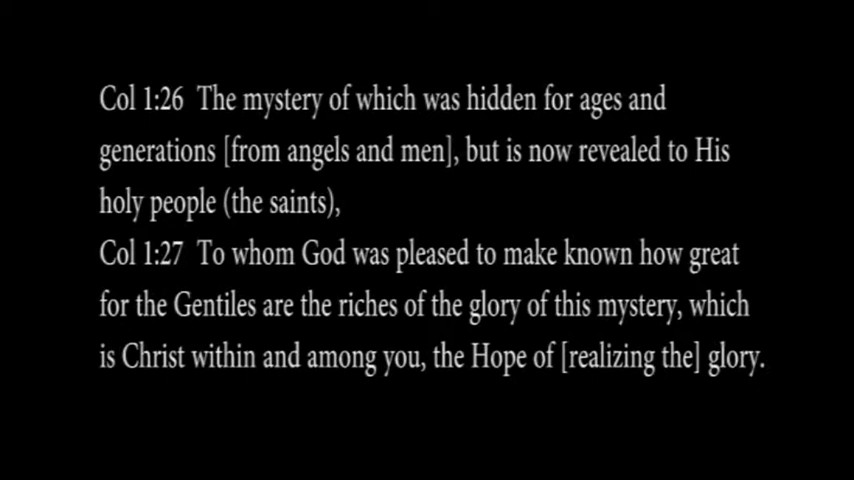 Col 1:26 The mystery of which was hidden for ages and
generations [from angels and men], but is now revealed to His
holy people (the saints),
Col 1:27 To whom God was pleased to make known how great
for the Gentiles are the riches of the glory of this mystery, which
is Christ within and among you, the Hope of [realizing the] glory.